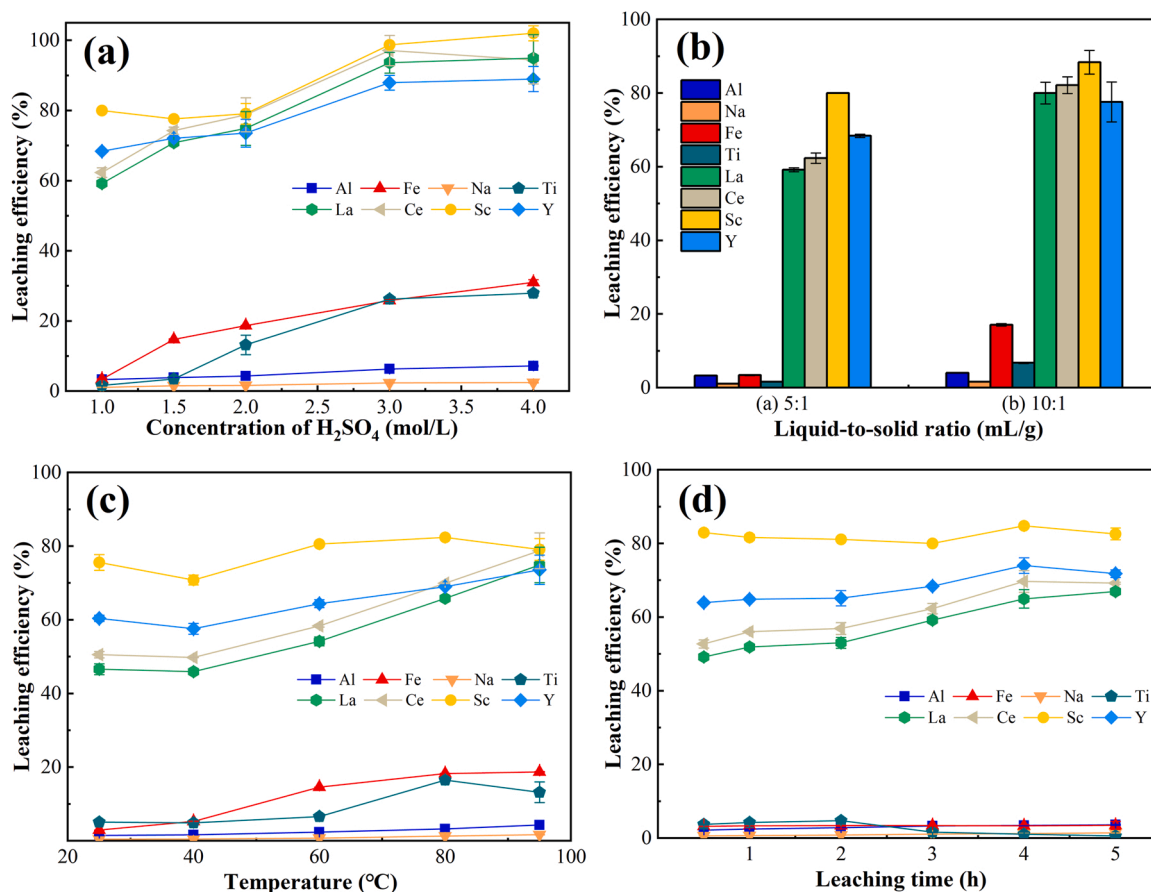 (a)
Leaching efficiency (%)
100
80
60
40
20
0
Al Fe Na Ti
La Ce Sc Y
1.0 1.5 2.0 2.5 3.0 3.5 4.0
Concentration of H₂SO₄ (mol/L)
(b)
Leaching efficiency (%)
100
80
60
40
20
0
Al
Na
Fe
Ti
La
Ce
Sc
Y
(a) 5:1 (b) 10:1
Liquid-to-solid ratio (mL/g)
(c)
Leaching efficiency (%)
100
80
60
40
20
Al Fe Na Ti
La Ce Sc Y
20 40 60 80 100
Temperature (℃)
(d)
Leaching efficiency (%)
100
80
60
40
20
0
Al Fe Na Ti
La Ce Sc Y
1 2 3 4 5
Leaching time (h)